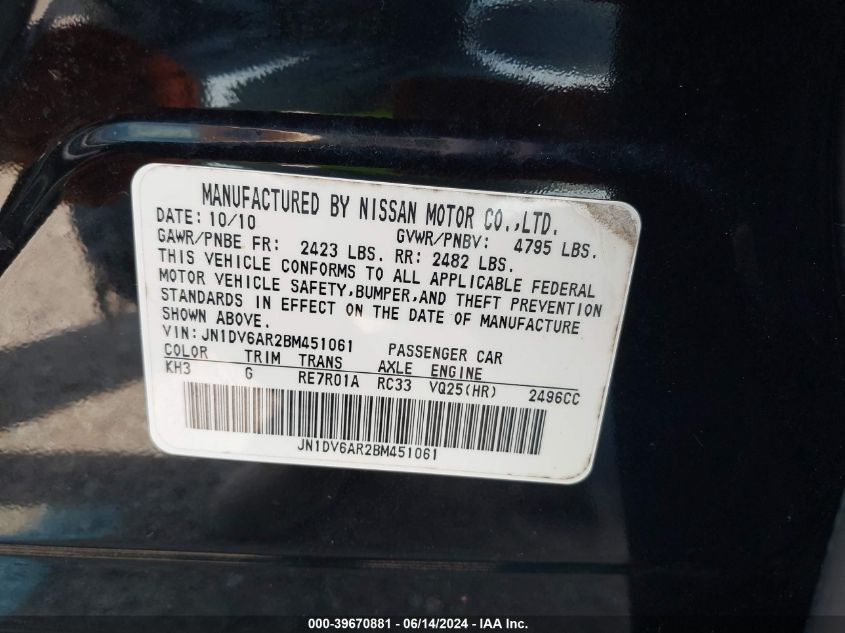 MANUFACTURED BY NISSAN MOTOR CO.,LTD.
DATE: 10/10 GVWR/PNBV: 4795 LBS.
GAWR/PNBE FR: 2423 LBS. RR: 2482 LBS.
THIS VEHICLE CONFORMS TO ALL APPLICABLE FEDERAL
MOTOR VEHICLE SAFETY,BUMPER,AND THEFT PREVENTION
STANDARDS IN EFFECT ON THE DATE OF MANUFACTURE
SHOWN ABOVE.
VIN: JN1DV6AR2BM451061 PASSENGER CAR
COLOR TRIM TRANS AXLE ENGINE
KH3 G RE7R01A RC33 VQ25(HR) 2496CC
JN1DV6AR2BM451061
000-39670881 - 06/14/2024 - IAA Inc.